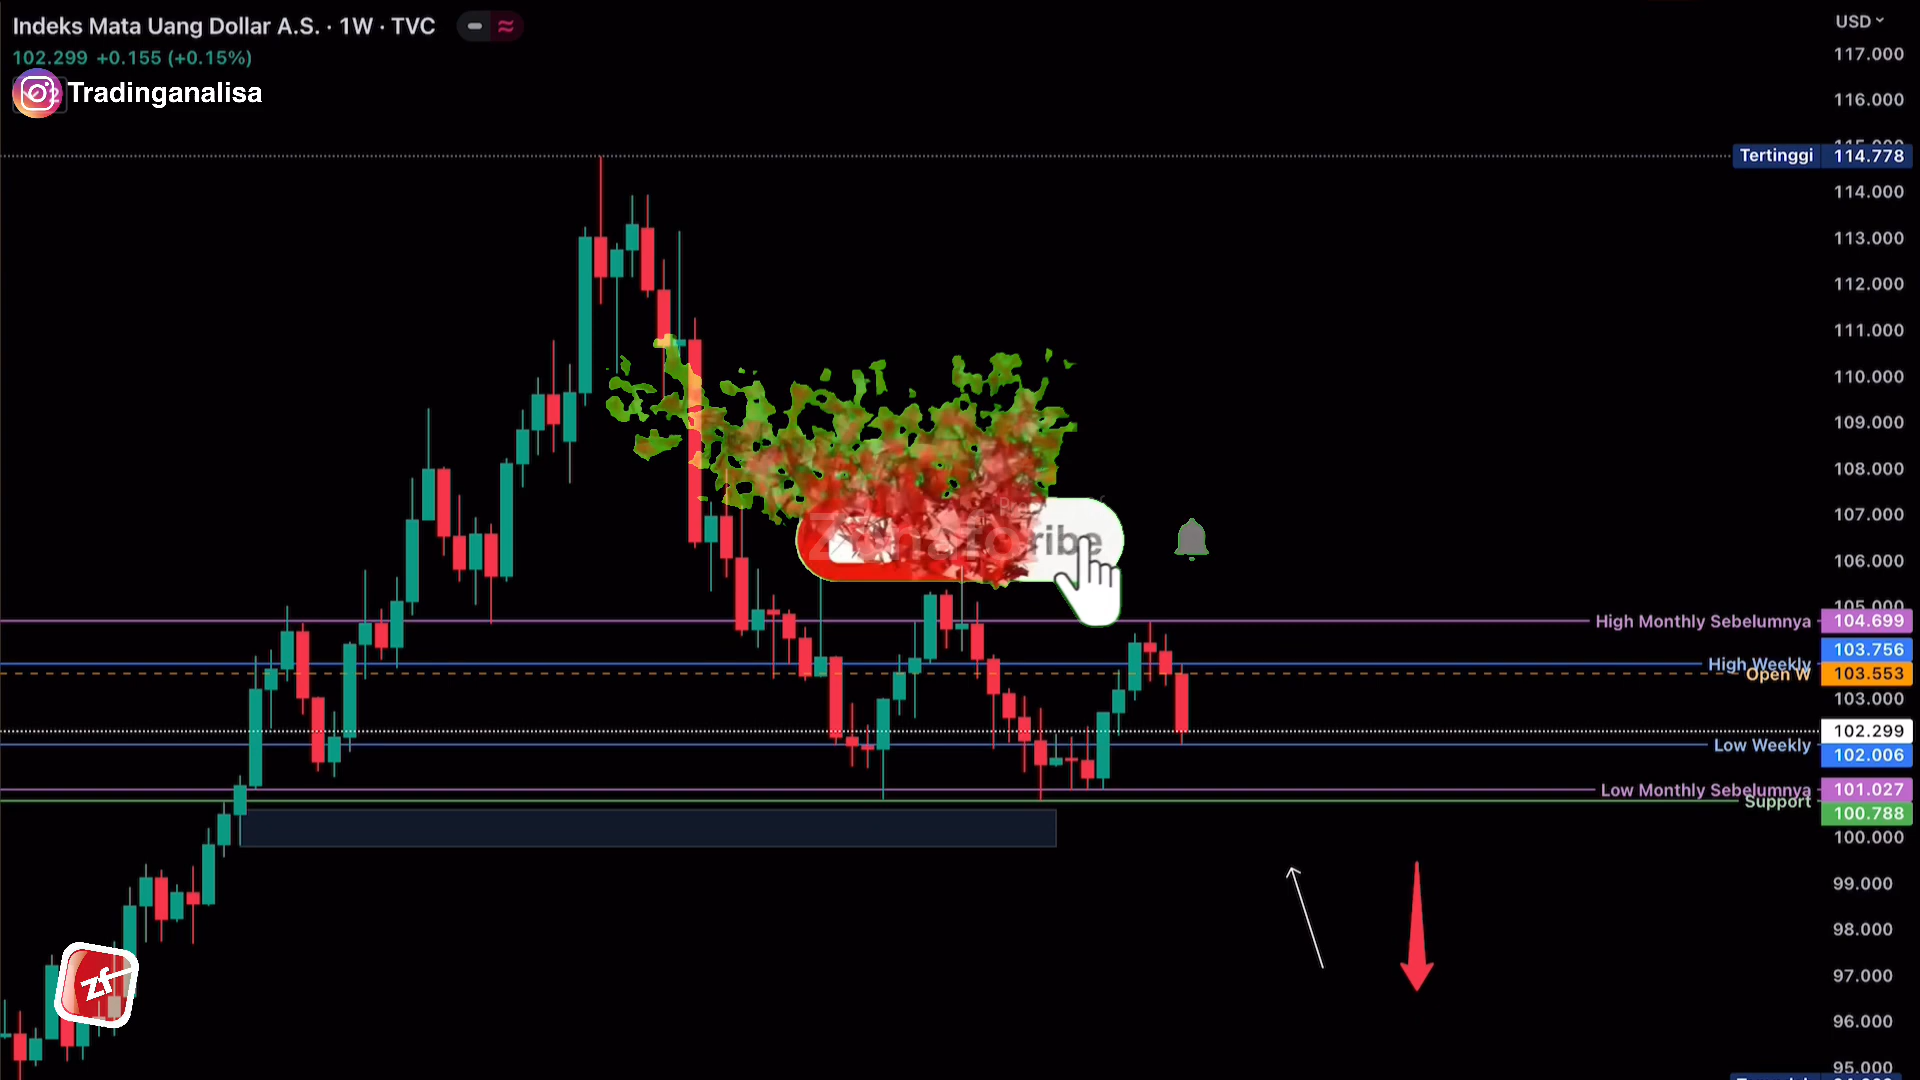 Indeks Mata Uang Dollar A.S. · 1W · TVC
USD
102.299 +0.155 (+0.15%)
Tradinganalisa
117.000
116.000
Tertinggi 114.778
114.000
113.000
112.000
111.000
110.000
109.000
108.000
107.000
ribe
106.000
105.000
High Monthly Sebelumnya 104.699
103.756
High Weekly
Open W 103.553
103.000
102.299
Low Weekly
102.006
Low Monthly Sebelumnya 101.027
Support
100.788
100.000
99.000
98.000
97.000
zf
96.000
95.000